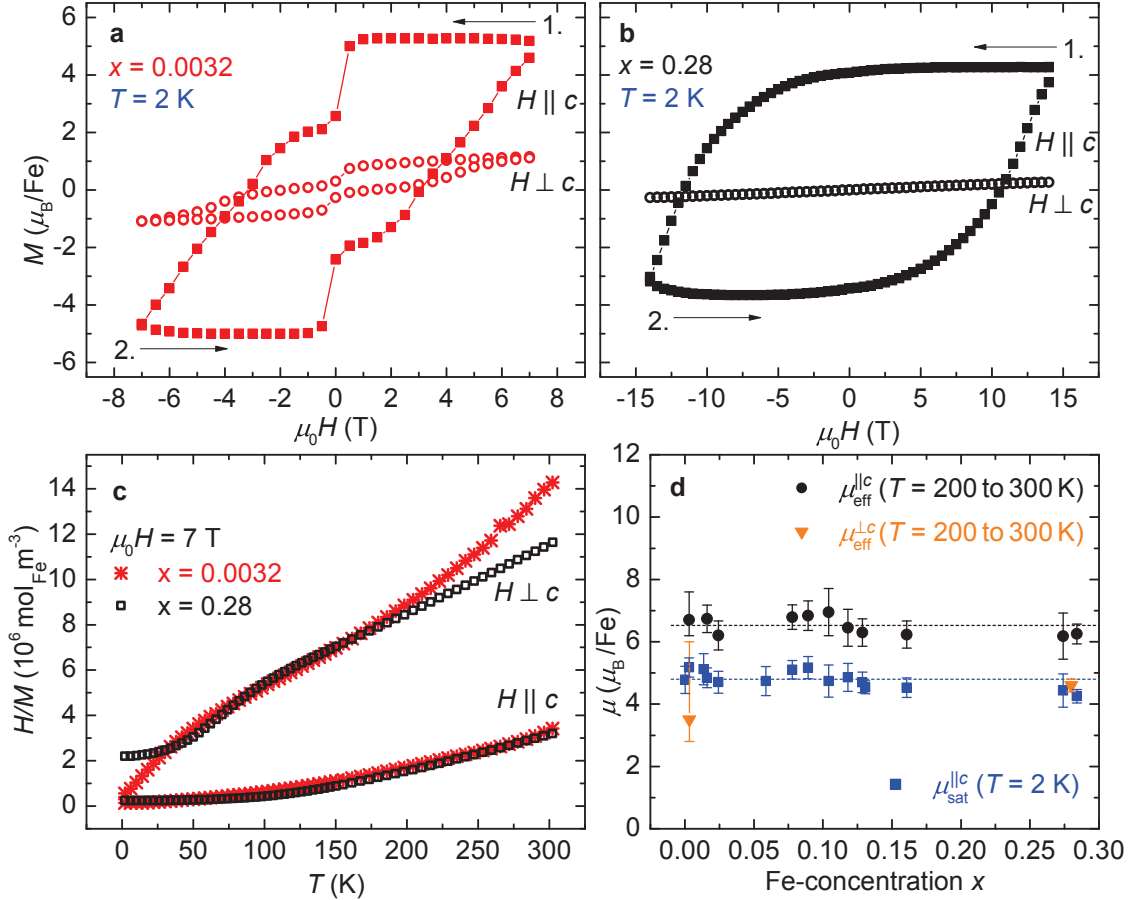 a
x = 0.0032
T = 2 K
1.
H || c
H ⊥ c
2.
6
4
2
0
-2
-4
-6
M (μB/Fe)
-8 -6 -4 -2 0 2 4 6 8
μ0H (T)
b
x = 0.28
T = 2 K
1.
H || c
H ⊥ c
2.
-15 -10 -5 0 5 10 15
μ0H (T)
c
μ0H = 7 T
x = 0.0032
x = 0.28
H ⊥ c
H || c
14
12
10
8
6
4
2
0
H/M (10^6 molFe m^-3)
0 50 100 150 200 250 300
T (K)
d
μeff||c (T = 200 to 300 K)
μeff⊥c (T = 200 to 300 K)
μsat||c (T = 2 K)
12
10
8
6
4
2
0
μ (μB/Fe)
0.00 0.05 0.10 0.15 0.20 0.25 0.30
Fe-concentration x